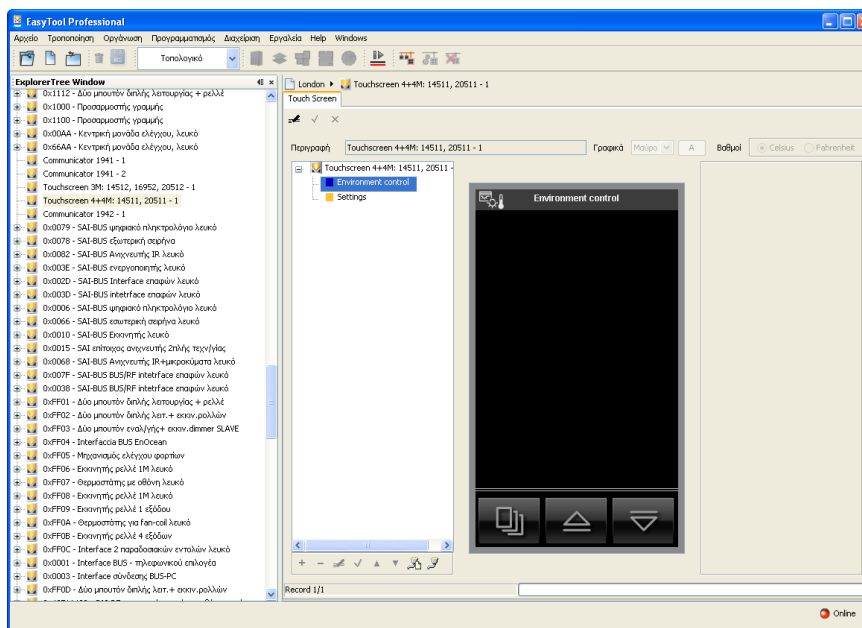 EasyTool Professional
Αρχείο Τροποποίηση Οργάνωση Προγραμματισμός Διαχείριση Εργαλεία Help Windows
Τοπολογικό
ExplorerTree Window
0x1112 - Δύο μπουτόν διπλής λειτουργίας + ρελλέ
0x1000 - Προσαρμοστής γραμμής
0x1100 - Προσαρμοστής γραμμής
0x00AA - Κεντρική μονάδα ελέγχου, λευκό
0x66AA - Κεντρική μονάδα ελέγχου, λευκό
Communicator 1941 - 1
Communicator 1941 - 2
Touchscreen 3M: 14512, 16952, 20512 - 1
Touchscreen 4+4M: 14511, 20511 - 1
Communicator 1942 - 1
0x0079 - SAI-BUS ψηφιακό πληκτρολόγιο λευκό
0x0078 - SAI-BUS εξωτερική σειρήνα
0x0082 - SAI-BUS Ανιχνευτής IR λευκό
0x003E - SAI-BUS ενεργοποιητής λευκό
0x002D - SAI-BUS Interface επαφών λευκό
0x003D - SAI-BUS intetrface επαφών λευκό
0x0006 - SAI-BUS ψηφιακό πληκτρολόγιο λευκό
0x0066 - SAI-BUS εσωτερική σειρήνα λευκό
0x0010 - SAI-BUS Εκκινητής λευκό
0x0015 - SAI επίτοιχος ανιχνευτής 2πλής τεχν/γίας
0x0068 - SAI-BUS Ανιχνευτής IR+μικροκύματα λευκό
0x007F - SAI-BUS BUS/RF intetrface επαφών λευκό
0x0038 - SAI-BUS BUS/RF intetrface επαφών λευκό
0xFF01 - Δύο μπουτόν διπλής λειτουργίας + ρελλέ
0xFF02 - Δύο μπουτόν διπλής λειτ.+ εκκιν.ρολλών
0xFF03 - Δύο μπουτόν εναλ/γής+ εκκιν.dimmer SLAVE
0xFF04 - Interfaccia BUS EnOcean
0xFF05 - Μηχανισμός ελέγχου φορτίων
0xFF06 - Εκκινητής ρελλέ 1M λευκό
0xFF07 - Θερμοστάτης με οθόνη λευκό
0xFF08 - Εκκινητής ρελλέ 1M λευκό
0xFF09 - Εκκινητής ρελλέ 1 εξόδου
0xFF0A - Θερμοστάτης για fan-coil λευκό
0xFF0B - Εκκινητής ρελλέ 4 εξόδων
0xFF0C - Interface 2 παραδοσιακών εντολών λευκό
0x0001 - Interface BUS - τηλεφωνικού επιλογέα
0x0003 - Interface σύνδεσης BUS-PC
0xFF0D - Δύο μπουτόν διπλής λειτ.+ εκκιν.ρολλών
London Touchscreen 4+4M: 14511, 20511 - 1
Touch Screen
Περιγραφή Touchscreen 4+4M: 14511, 20511 - 1 Γραφικά Μαύρο A Βαθμοί Celsius Fahrenheit
Touchscreen 4+4M: 14511, 20511 -
Environment control
Settings
Environment control
Record 1/1
Online